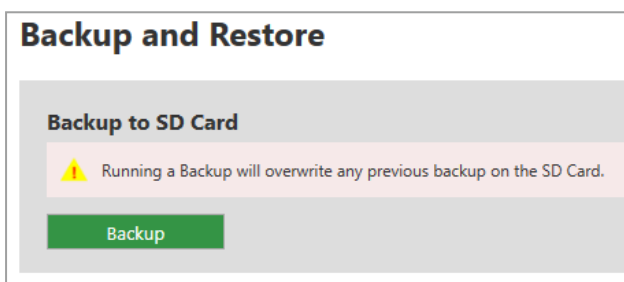 Backup and Restore
Backup to SD Card
Running a Backup will overwrite any previous backup on the SD Card.
Backup